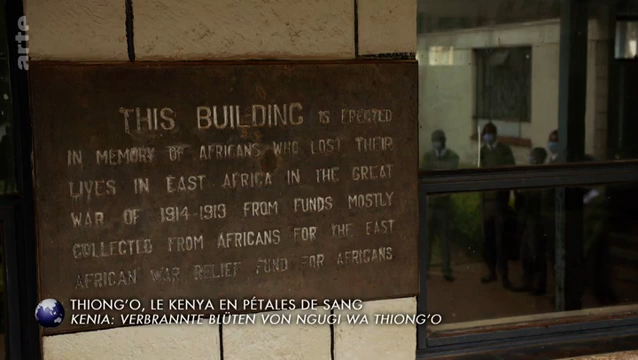 arte
THIS BUILDING IS ERECTED
IN MEMORY OF AFRICANS WHO LOST THEIR
LIVES IN EAST AFRICA IN THE GREAT
WAR OF 1914-1919 FROM FUNDS MOSTLY
COLLECTED FROM AFRICANS FOR THE EAST
AFRICAN WAR RELIEF FUND FOR AFRICANS
THIONG'O, LE KENYA EN PÉTALES DE SANG
KENIA: VERBRANNTE BLÜTEN VON NGUGI WA THIONG'O